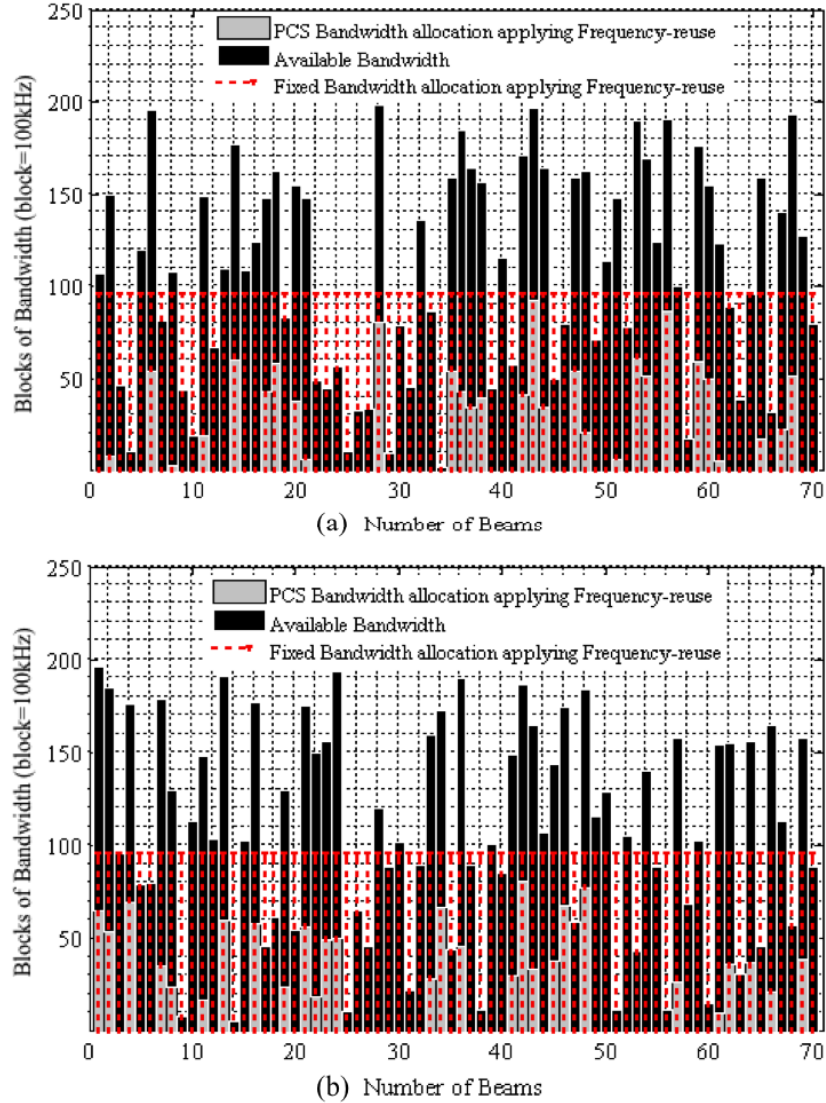 250
200
150
100
50
Blocks of Bandwidth (block=100kHz)
PCS Bandwidth allocation applying Frequency-reuse
Available Bandwidth
Fixed Bandwidth allocation applying Frequency-reuse
0 10 20 30 40 50 60 70
(a) Number of Beams
250
200
150
100
50
Blocks of Bandwidth (block=100kHz)
PCS Bandwidth allocation applying Frequency-reuse
Available Bandwidth
Fixed Bandwidth allocation applying Frequency-reuse
0 10 20 30 40 50 60 70
(b) Number of Beams